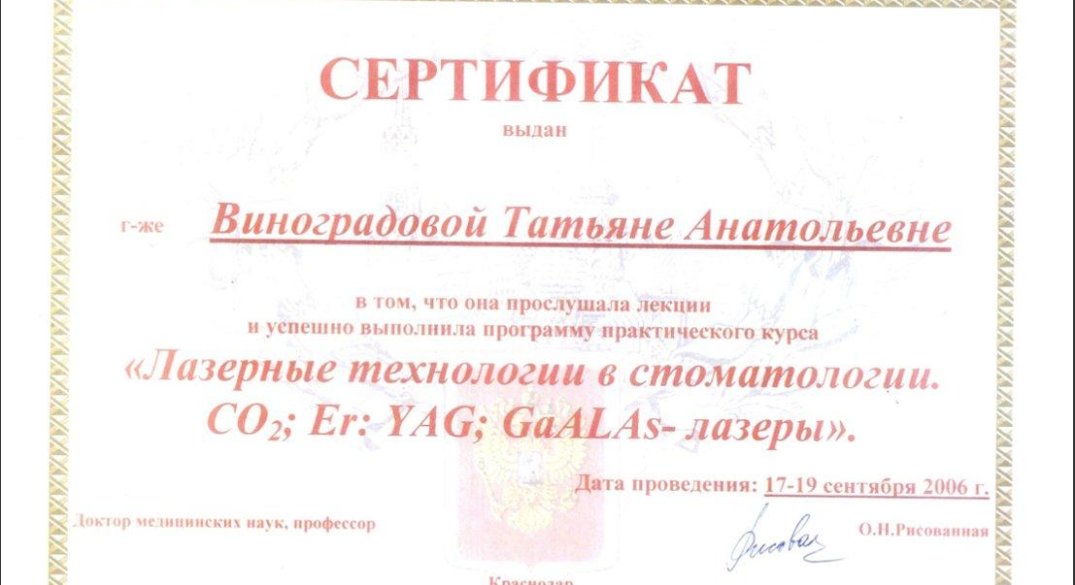 СЕРТИФИКАТ
выдан
г-же Виноградовой Татьяне Анатольевне
в том, что она прослушала лекции
и успешно выполнила программу практического курса
«Лазерные технологии в стоматологии.
CO₂; Er: YAG; GaALAs- лазеры».
Дата проведения: 17-19 сентября 2006 г.
Доктор медицинских наук, профессор
О.Н.Рисованная
Краснодар